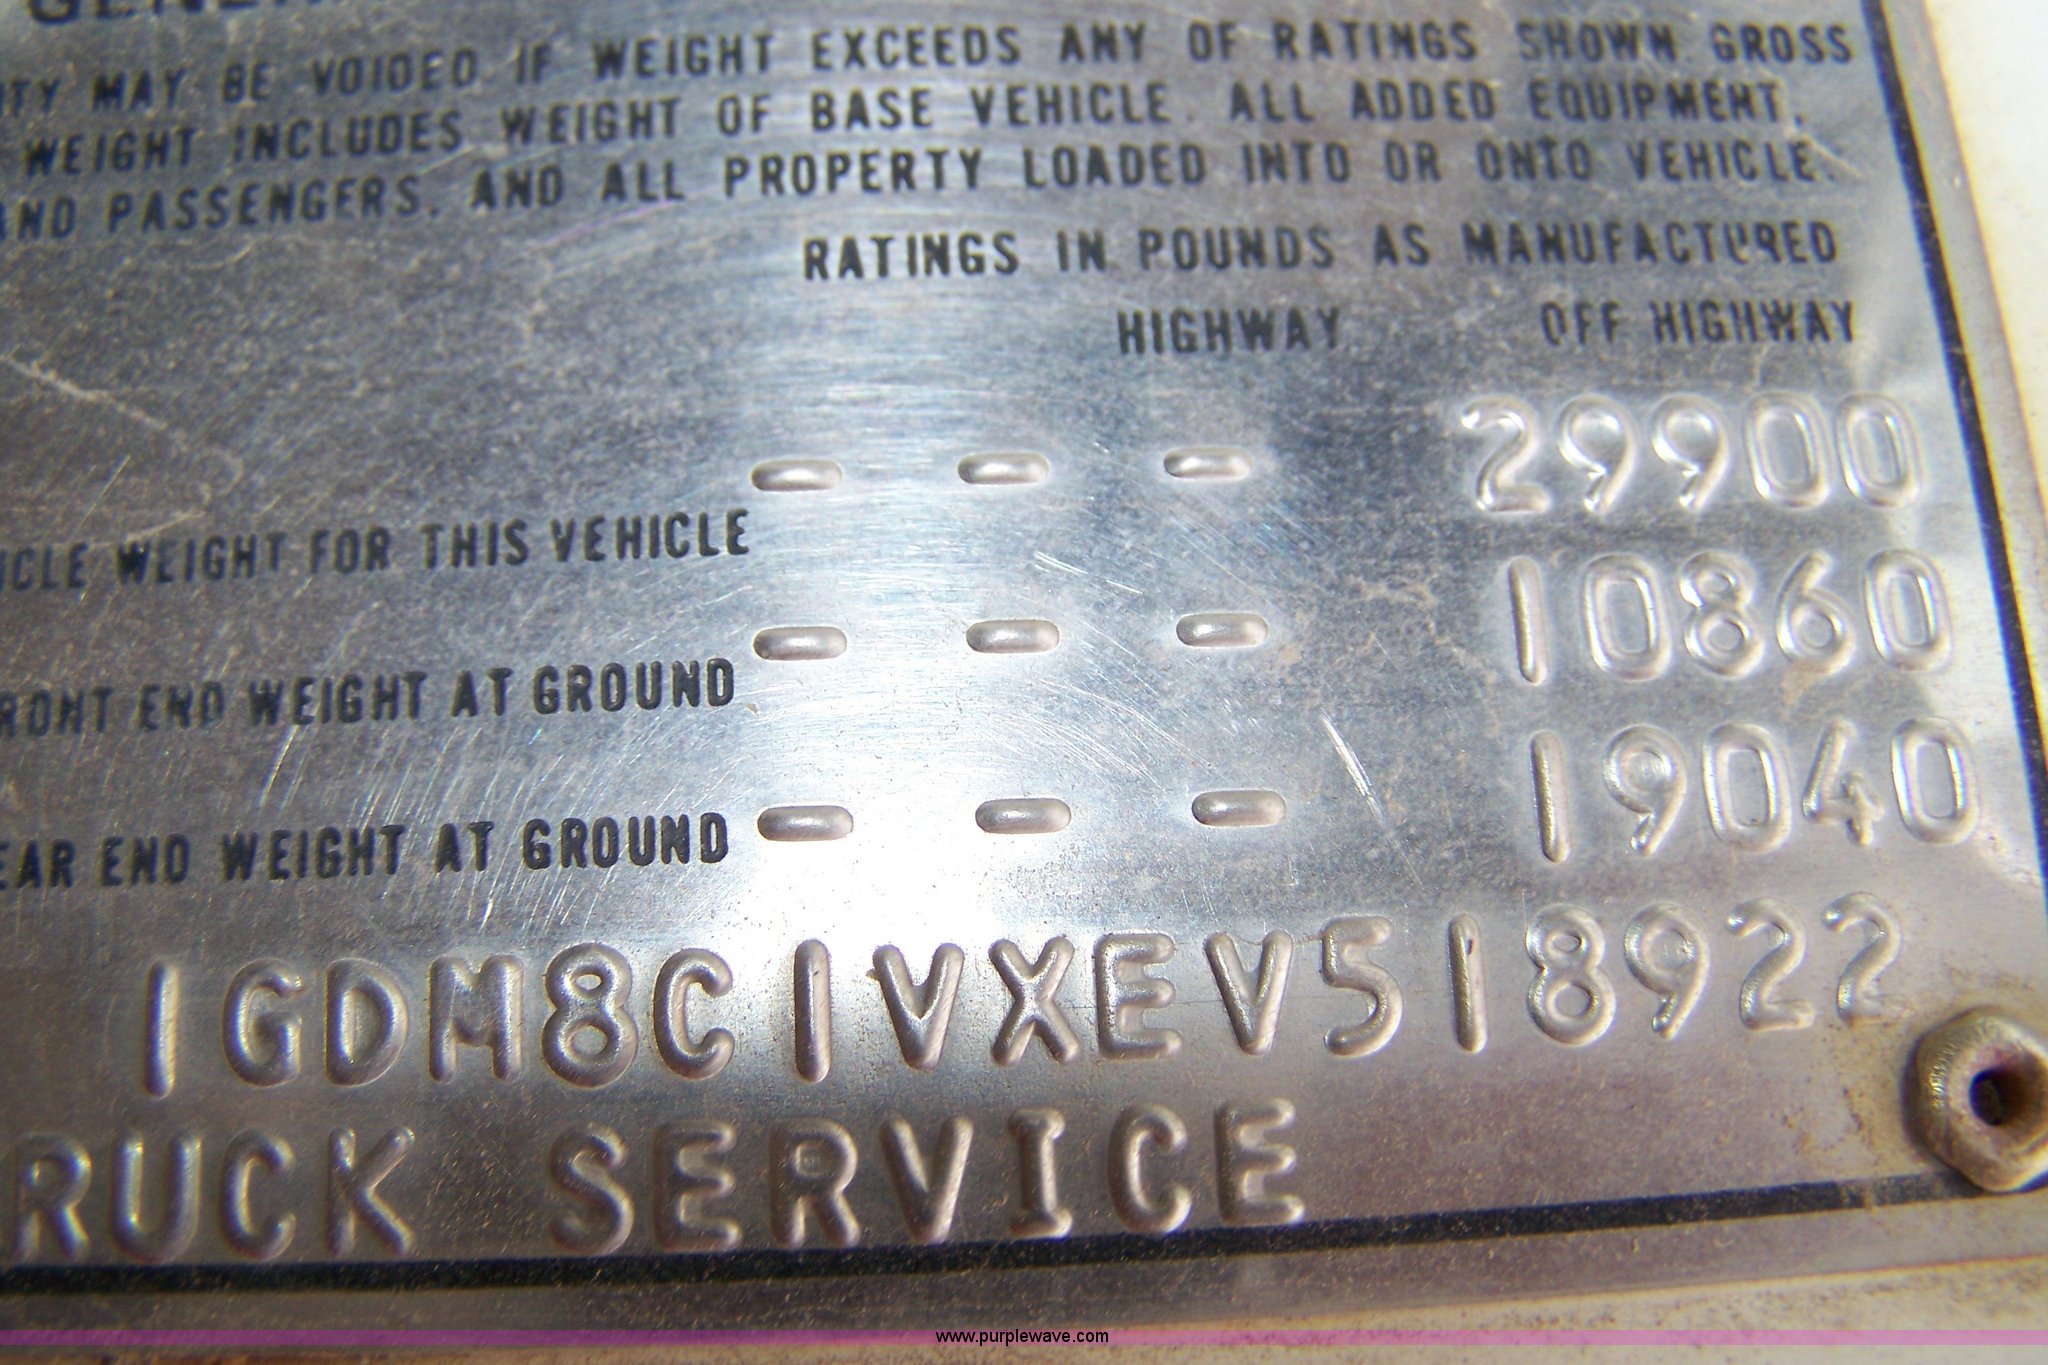 GENER
TY MAY BE VOIDED IF WEIGHT EXCEEDS ANY OF RATINGS SHOWN. GROSS
WEIGHT INCLUDES WEIGHT OF BASE VEHICLE. ALL ADDED EQUIPMENT,
AND PASSENGERS, AND ALL PROPERTY LOADED INTO OR ONTO VEHICLE.
RATINGS IN POUNDS AS MANUFACTURED
HIGHWAY OFF HIGHWAY
- - - 29900
ICLE WEIGHT FOR THIS VEHICLE
- - - 10860
RONT END WEIGHT AT GROUND
- - - 19040
EAR END WEIGHT AT GROUND
1GDM8C1VXEV518922
RUCK SERVICE
www.purplewave.com